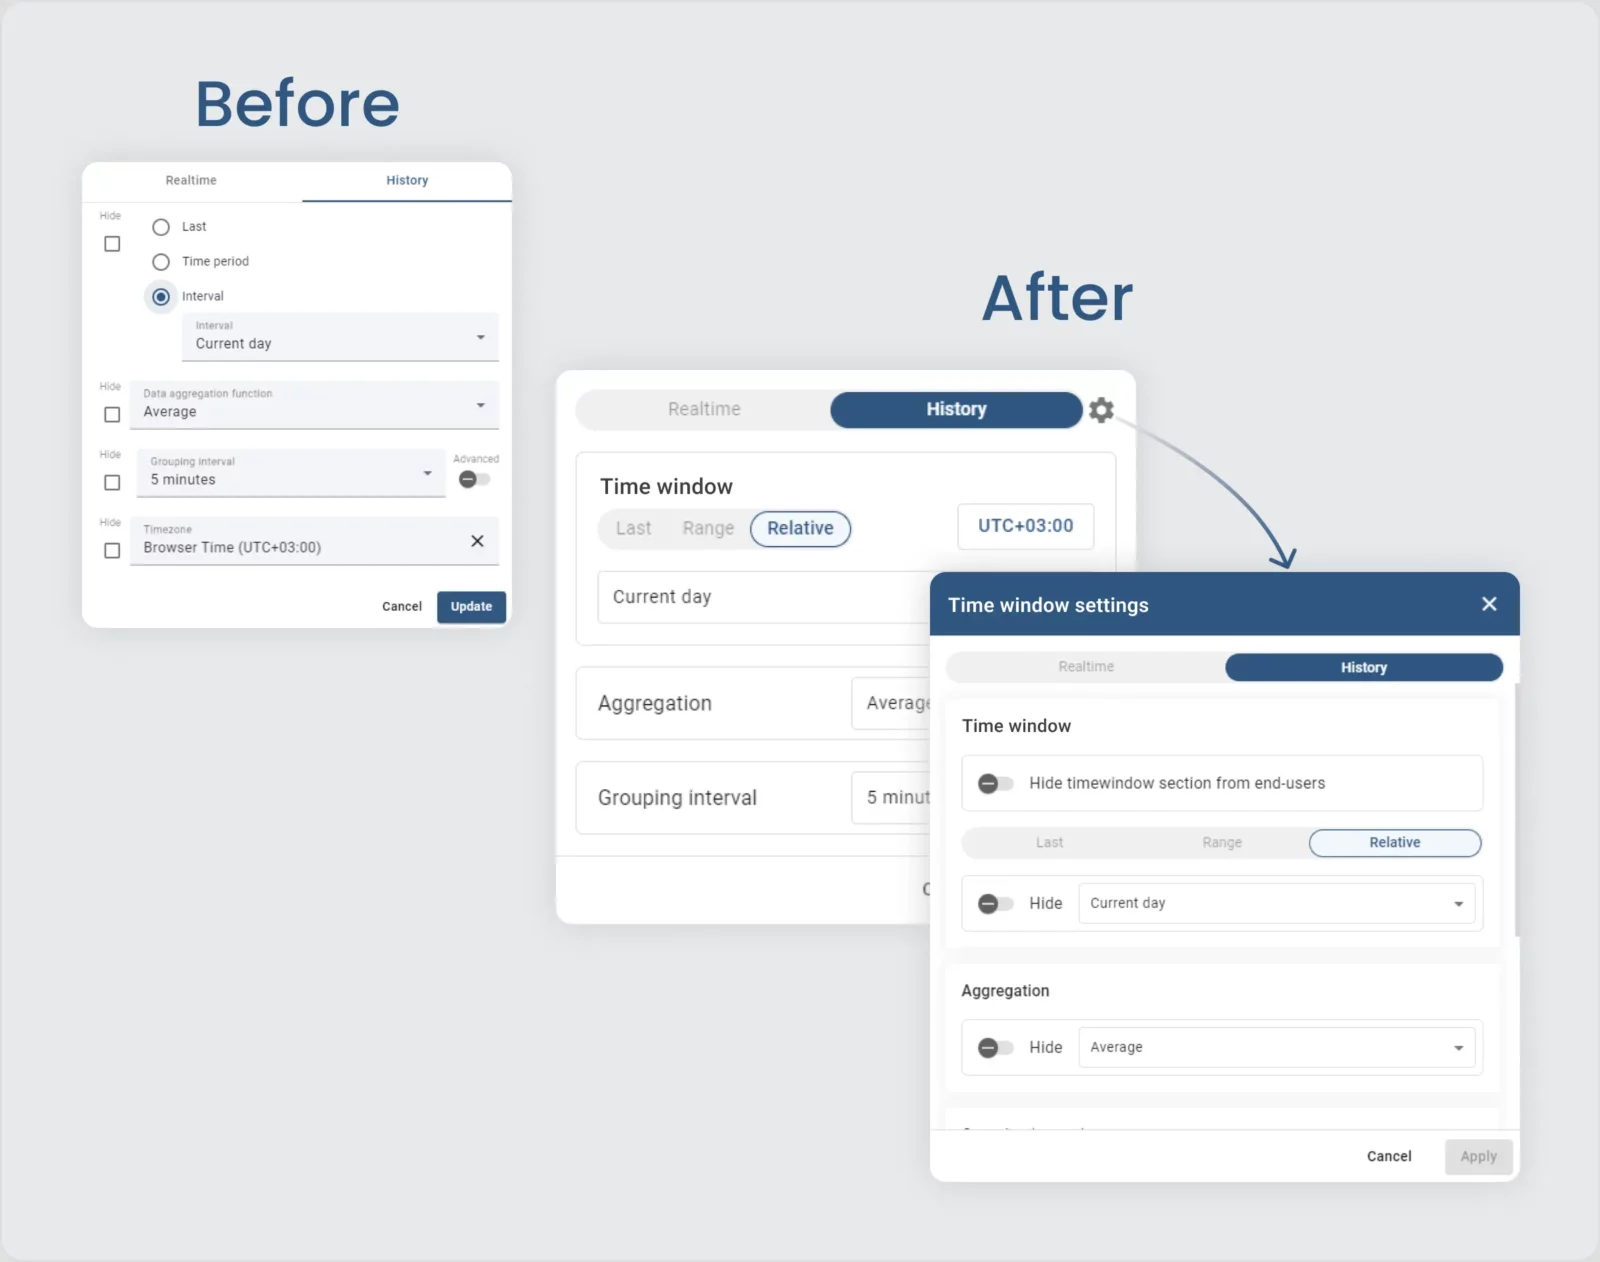 Before
Realtime
History
Hide
Last
Time period
Interval
Interval
Current day
Hide
Data aggregation function
Average
Hide
Grouping interval
5 minutes
Advanced
Hide
Timezone
Browser Time (UTC+03:00)
Cancel
Update
After
Realtime
History
Time window
Last
Range
Relative
UTC+03:00
Current day
Aggregation
Average
Grouping interval
5 minut
Time window settings
Realtime
History
Time window
Hide timewindow section from end-users
Last
Range
Relative
Hide
Current day
Aggregation
Hide
Average
Cancel
Apply